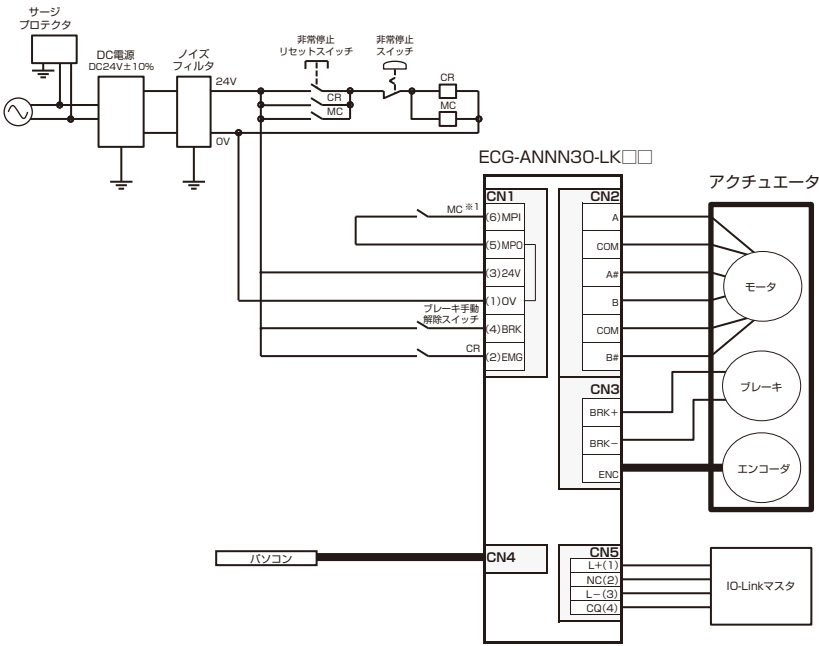 サージ
プロテクタ
DC電源
DC24V±10%
ノイズ
フィルタ
非常停止
リセットスイッチ
非常停止
スイッチ
24V
CR
MC
CR
MC
0V
ECG-ANNN30-LK□□
アクチュエータ
CN1
MC ※1
(6)MPI
(5)MPO
(3)24V
(1)0V
ブレーキ手動
解除スイッチ
(4)BRK
CR
(2)EMG
CN2
A
COM
A#
B
COM
B#
モータ
CN3
BRK+
BRK−
ENC
ブレーキ
エンコーダ
パソコン
CN4
CN5
L+(1)
NC(2)
L−(3)
CQ(4)
IO-Linkマスタ